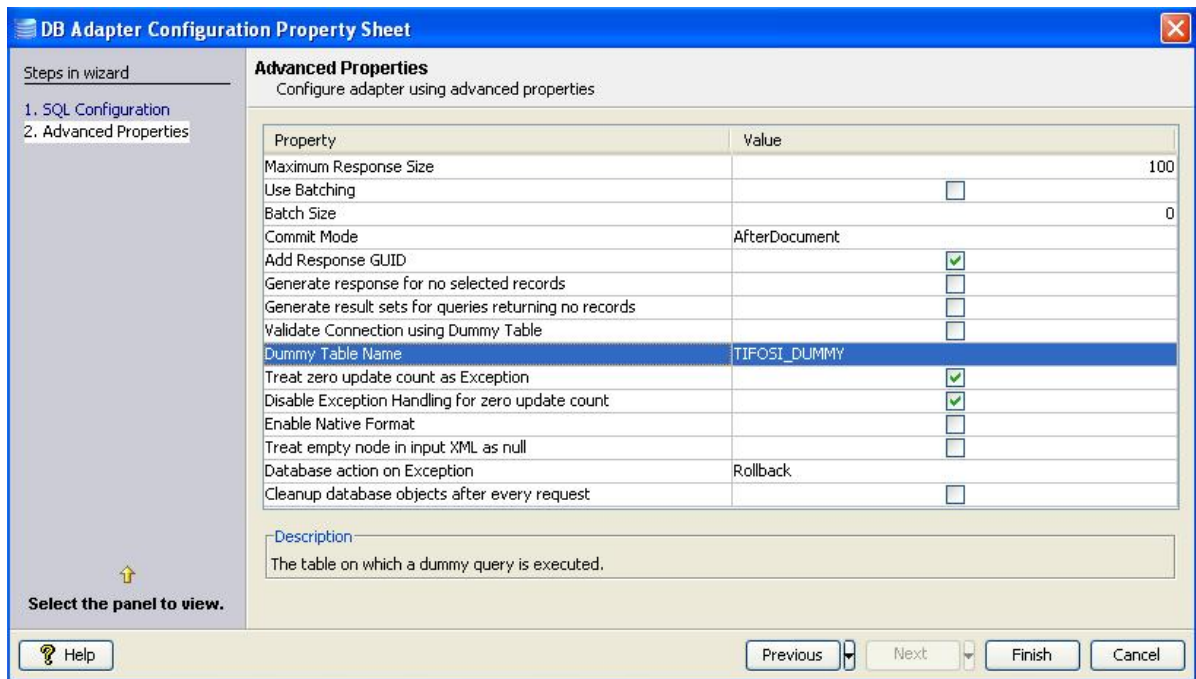 DB Adapter Configuration Property Sheet
Steps in wizard
1. SQL Configuration
2. Advanced Properties
Select the panel to view.
Advanced Properties
Configure adapter using advanced properties
Property Value
Maximum Response Size 100
Use Batching
Batch Size 0
Commit Mode AfterDocument
Add Response GUID
Generate response for no selected records
Generate result sets for queries returning no records
Validate Connection using Dummy Table
Dummy Table Name TIFOSI_DUMMY
Treat zero update count as Exception
Disable Exception Handling for zero update count
Enable Native Format
Treat empty node in input XML as null
Database action on Exception Rollback
Cleanup database objects after every request
Description
The table on which a dummy query is executed.
Help Previous Next Finish Cancel